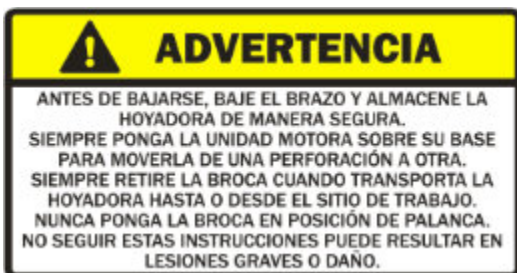 ADVERTENCIA
ANTES DE BAJARSE, BAJE EL BRAZO Y ALMACENE LA
HOYADORA DE MANERA SEGURA.
SIEMPRE PONGA LA UNIDAD MOTORA SOBRE SU BASE
PARA MOVERLA DE UNA PERFORACIÓN A OTRA.
SIEMPRE RETIRE LA BROCA CUANDO TRANSPORTA LA
HOYADORA HASTA O DESDE EL SITIO DE TRABAJO.
NUNCA PONGA LA BROCA EN POSICIÓN DE PALANCA.
NO SEGUIR ESTAS INSTRUCCIONES PUEDE RESULTAR EN
LESIONES GRAVES O DAÑO.